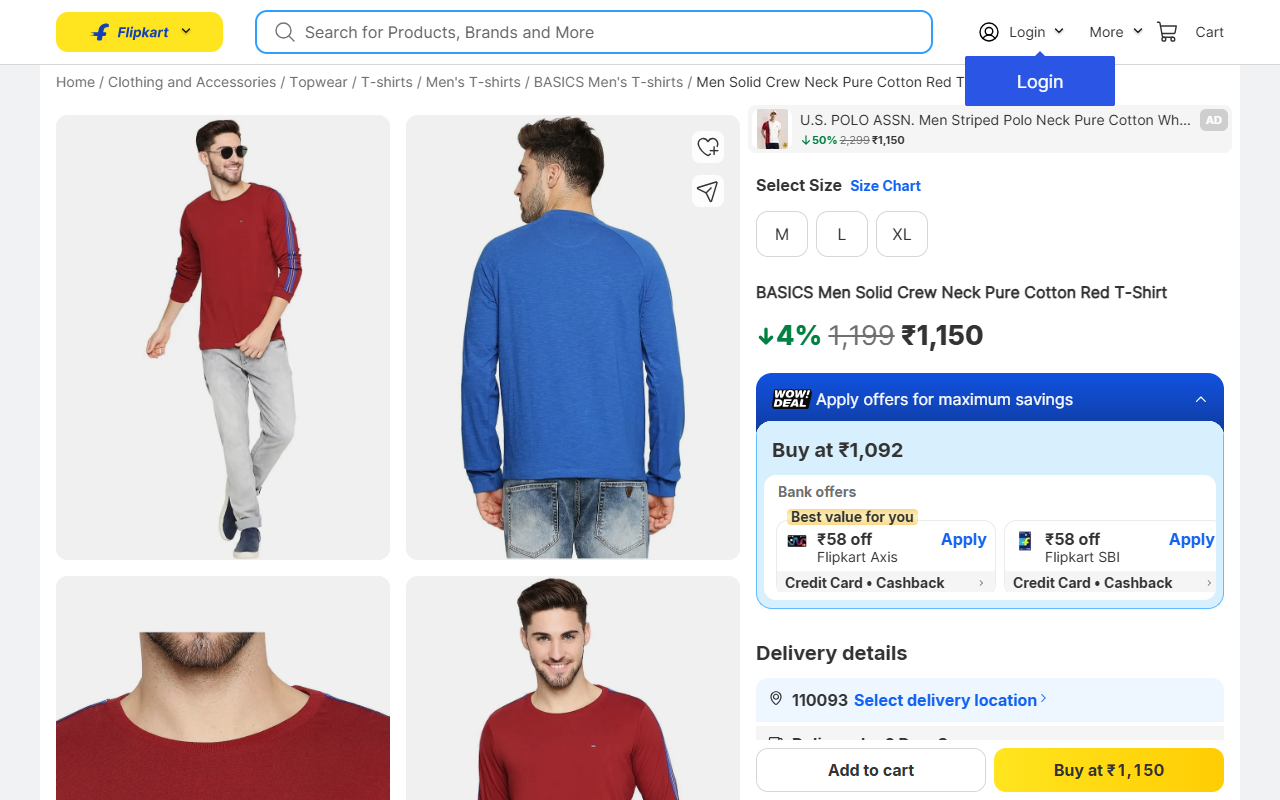 Flipkart
Search for Products, Brands and More
Login
More
Cart
Login
Home / Clothing and Accessories / Topwear / T-shirts / Men's T-shirts / BASICS Men's T-shirts / Men Solid Crew Neck Pure Cotton Red T
U.S. POLO ASSN. Men Striped Polo Neck Pure Cotton Wh...
AD
↓50% 2,299 ₹1,150
Select Size Size Chart
M
L
XL
BASICS Men Solid Crew Neck Pure Cotton Red T-Shirt
↓4% 1,199 ₹1,150
WOW! DEAL Apply offers for maximum savings
Buy at ₹1,092
Bank offers
Best value for you
₹58 off Apply
Flipkart Axis
Credit Card • Cashback
₹58 off Apply
Flipkart SBI
Credit Card • Cashback
Delivery details
110093 Select delivery location
Add to cart
Buy at ₹1,150